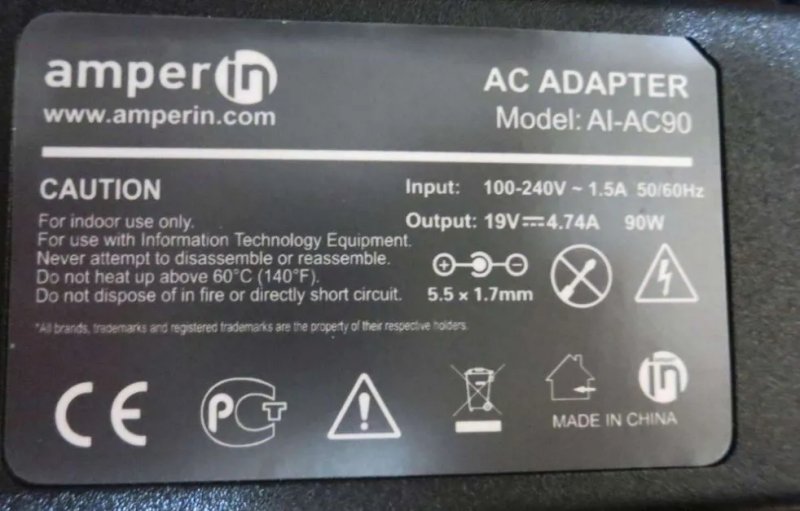 amperin
www.amperin.com
AC ADAPTER
Model: AI-AC90
CAUTION
For indoor use only.
For use with Information Technology Equipment.
Never attempt to disassemble or reassemble.
Do not heat up above 60°C (140°F).
Do not dispose of in fire or directly short circuit.
*All brands, trademarks and registered trademarks are the property of their respective holders.
Input: 100-240V ~ 1.5A 50/60Hz
Output: 19V⎓4.74A 90W
5.5 x 1.7mm
CE
РСТ
in
MADE IN CHINA